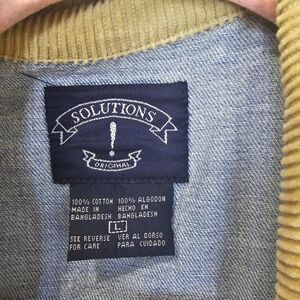 SOLUTIONS
!
ORIGINAL
100% COTTON 100% ALGODON
MADE IN HECHO EN
BANGLADESH BANGLADESH
L
SEE REVERSE VER AL DORSO
FOR CARE PARA CUIDADO